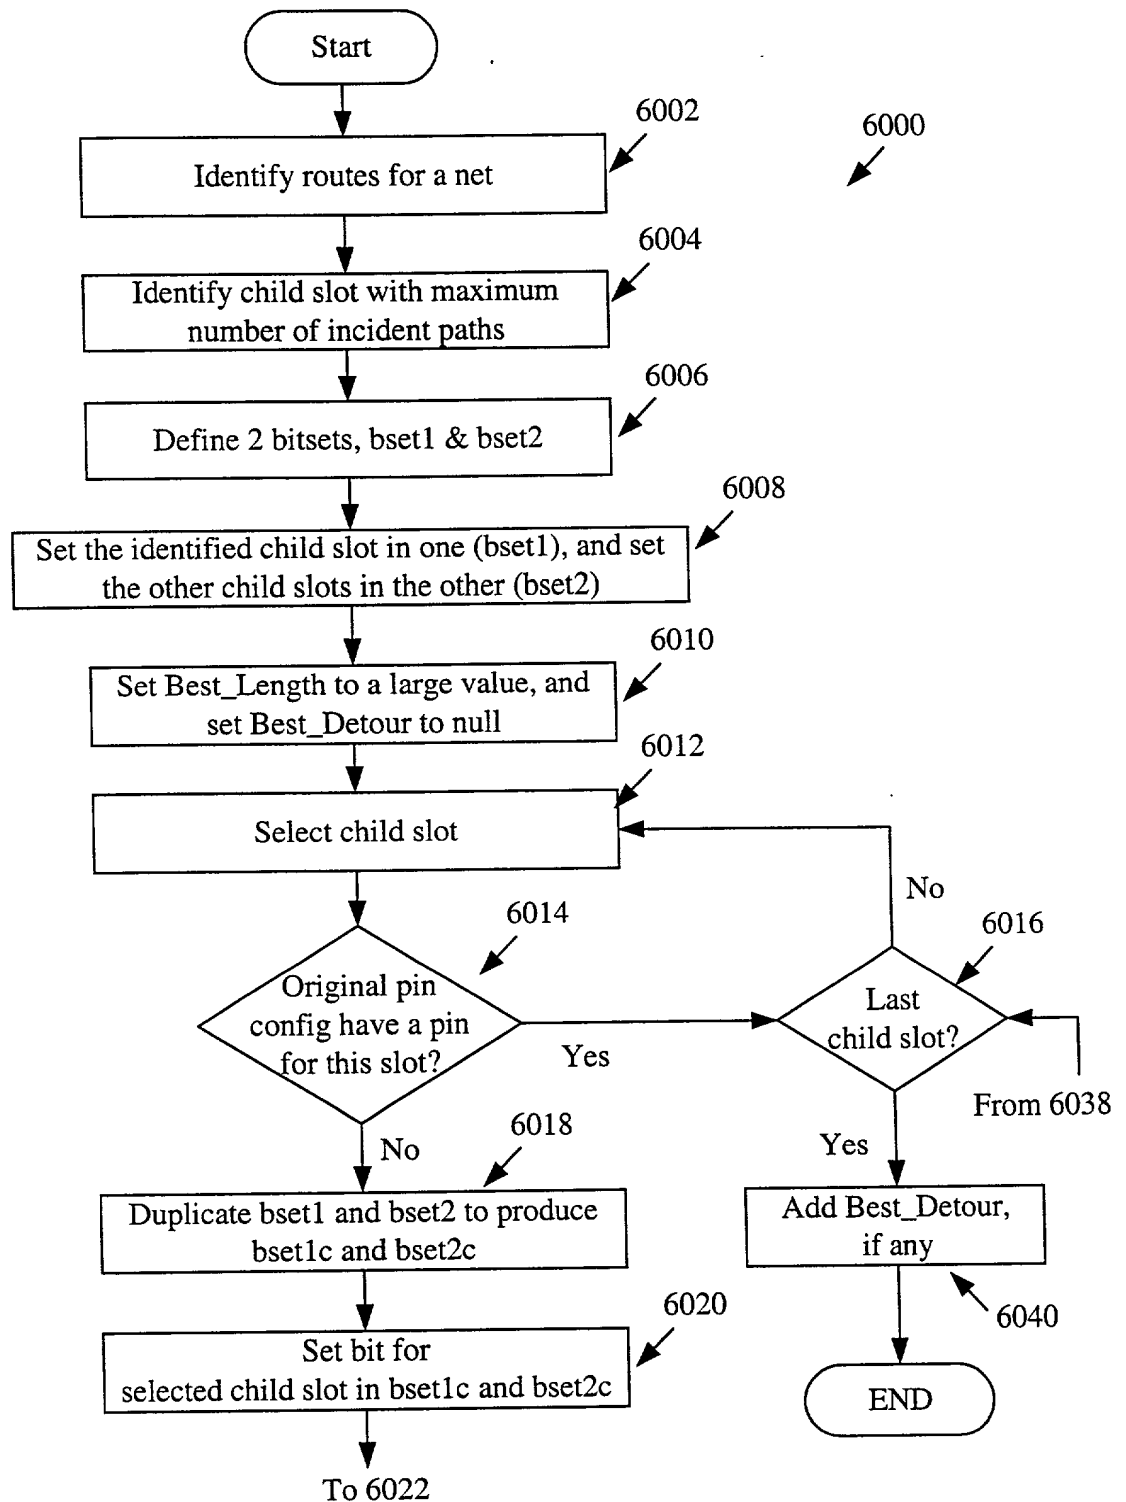 Start
6002
6000
Identify routes for a net
6004
Identify child slot with maximum
number of incident paths
6006
Define 2 bitsets, bset1 & bset2
6008
Set the identified child slot in one (bset1), and set
the other child slots in the other (bset2)
6010
Set Best_Length to a large value, and
set Best_Detour to null
6012
Select child slot
No
6014
6016
Original pin
config have a pin
for this slot?
Last
child slot?
Yes
From 6038
6018
No
Yes
Duplicate bset1 and bset2 to produce
bset1c and bset2c
Add Best_Detour,
if any
6020
6040
Set bit for
selected child slot in bset1c and bset2c
END
To 6022